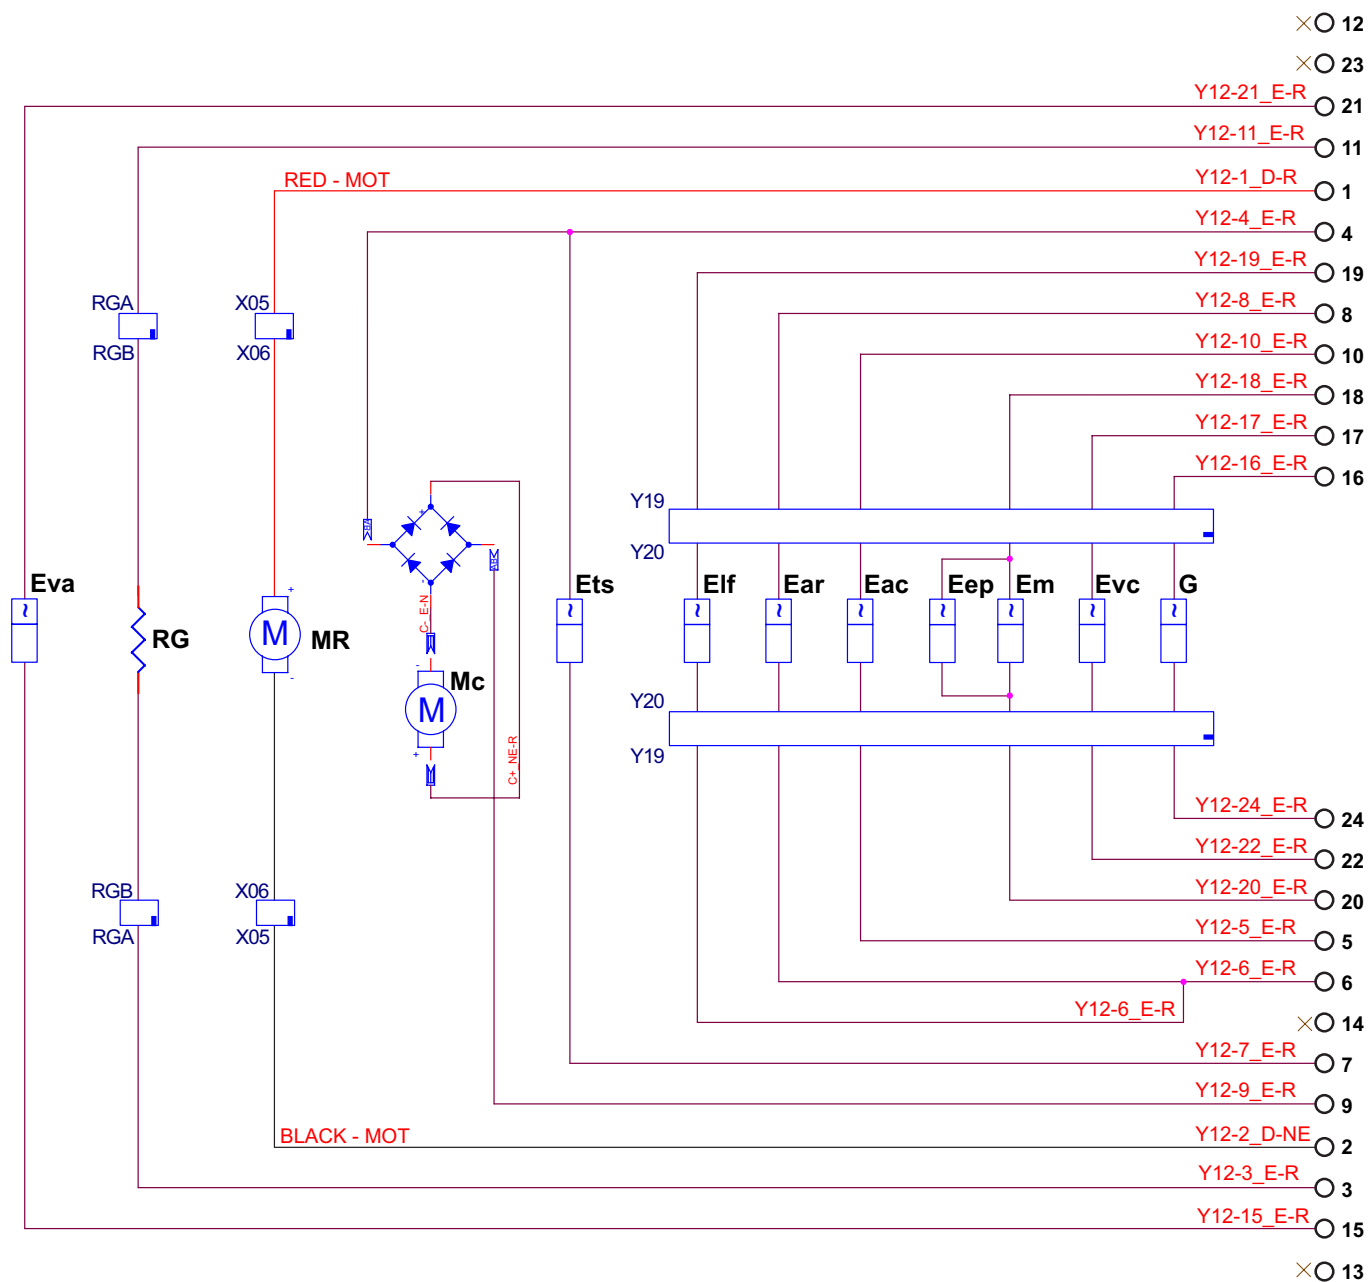 12
23
Y12-21_E-R 21
Y12-11_E-R 11
RED - MOT Y12-1_D-R 1
Y12-4_E-R 4
Y12-19_E-R 19
RGA X05 Y12-8_E-R 8
RGB X06 Y12-10_E-R 10
Y12-18_E-R 18
Y12-17_E-R 17
Y12-16_E-R 16
Y19
Y20
Eva Ets Elf Ear Eac Eep Em Evc G
~ ~ ~ ~ ~ ~ ~ ~ ~
+
C-_E-N
M RG M MR
-
Mc
M
+
C+_NE-R
Y20
Y19
Y12-24_E-R 24
Y12-22_E-R 22
RGB X06 Y12-20_E-R 20
RGA X05 Y12-5_E-R 5
Y12-6_E-R 6
Y12-6_E-R 14
Y12-7_E-R 7
Y12-9_E-R 9
BLACK - MOT Y12-2_D-NE 2
Y12-3_E-R 3
Y12-15_E-R 15
13